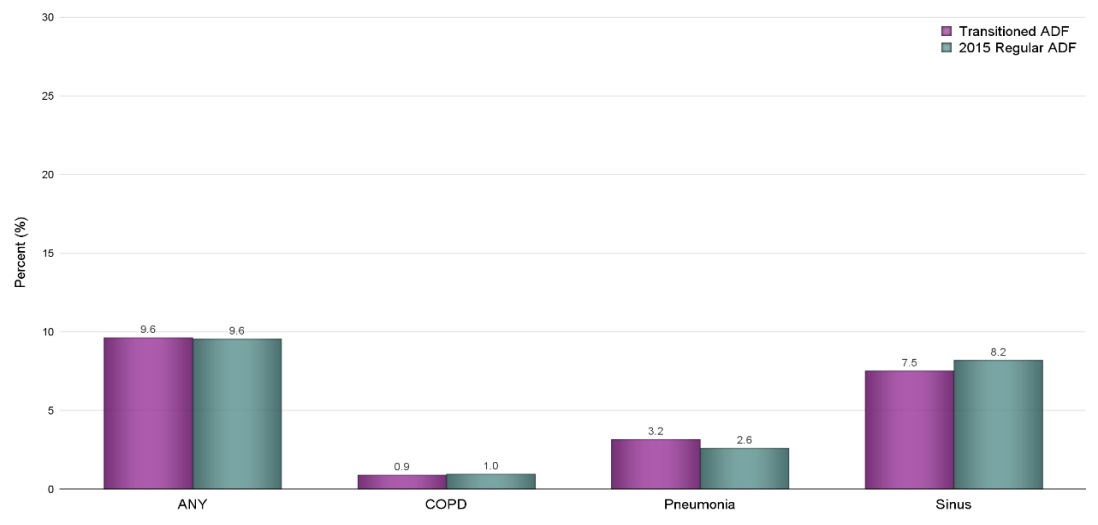 30
Transitioned ADF
2015 Regular ADF
25
20
15
10
5
0
Percent (%)
9.6
9.6
0.9
1.0
3.2
2.6
7.5
8.2
ANY
COPD
Pneumonia
Sinus